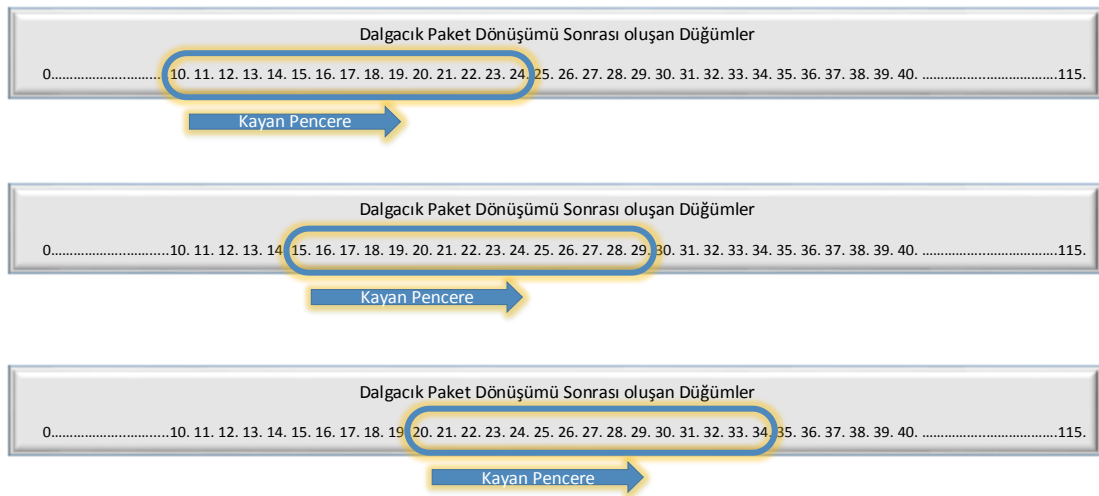 Dalgacık Paket Dönüşümü Sonrası oluşan Düğümler
0....................................10. 11. 12. 13. 14. 15. 16. 17. 18. 19. 20. 21. 22. 23. 24. 25. 26. 27. 28. 29. 30. 31. 32. 33. 34. 35. 36. 37. 38. 39. 40. ..........................................115.
Kayan Pencere
Dalgacık Paket Dönüşümü Sonrası oluşan Düğümler
0....................................10. 11. 12. 13. 14. 15. 16. 17. 18. 19. 20. 21. 22. 23. 24. 25. 26. 27. 28. 29. 30. 31. 32. 33. 34. 35. 36. 37. 38. 39. 40. ..........................................115.
Kayan Pencere
Dalgacık Paket Dönüşümü Sonrası oluşan Düğümler
0....................................10. 11. 12. 13. 14. 15. 16. 17. 18. 19. 20. 21. 22. 23. 24. 25. 26. 27. 28. 29. 30. 31. 32. 33. 34. 35. 36. 37. 38. 39. 40. ..........................................115.
Kayan Pencere